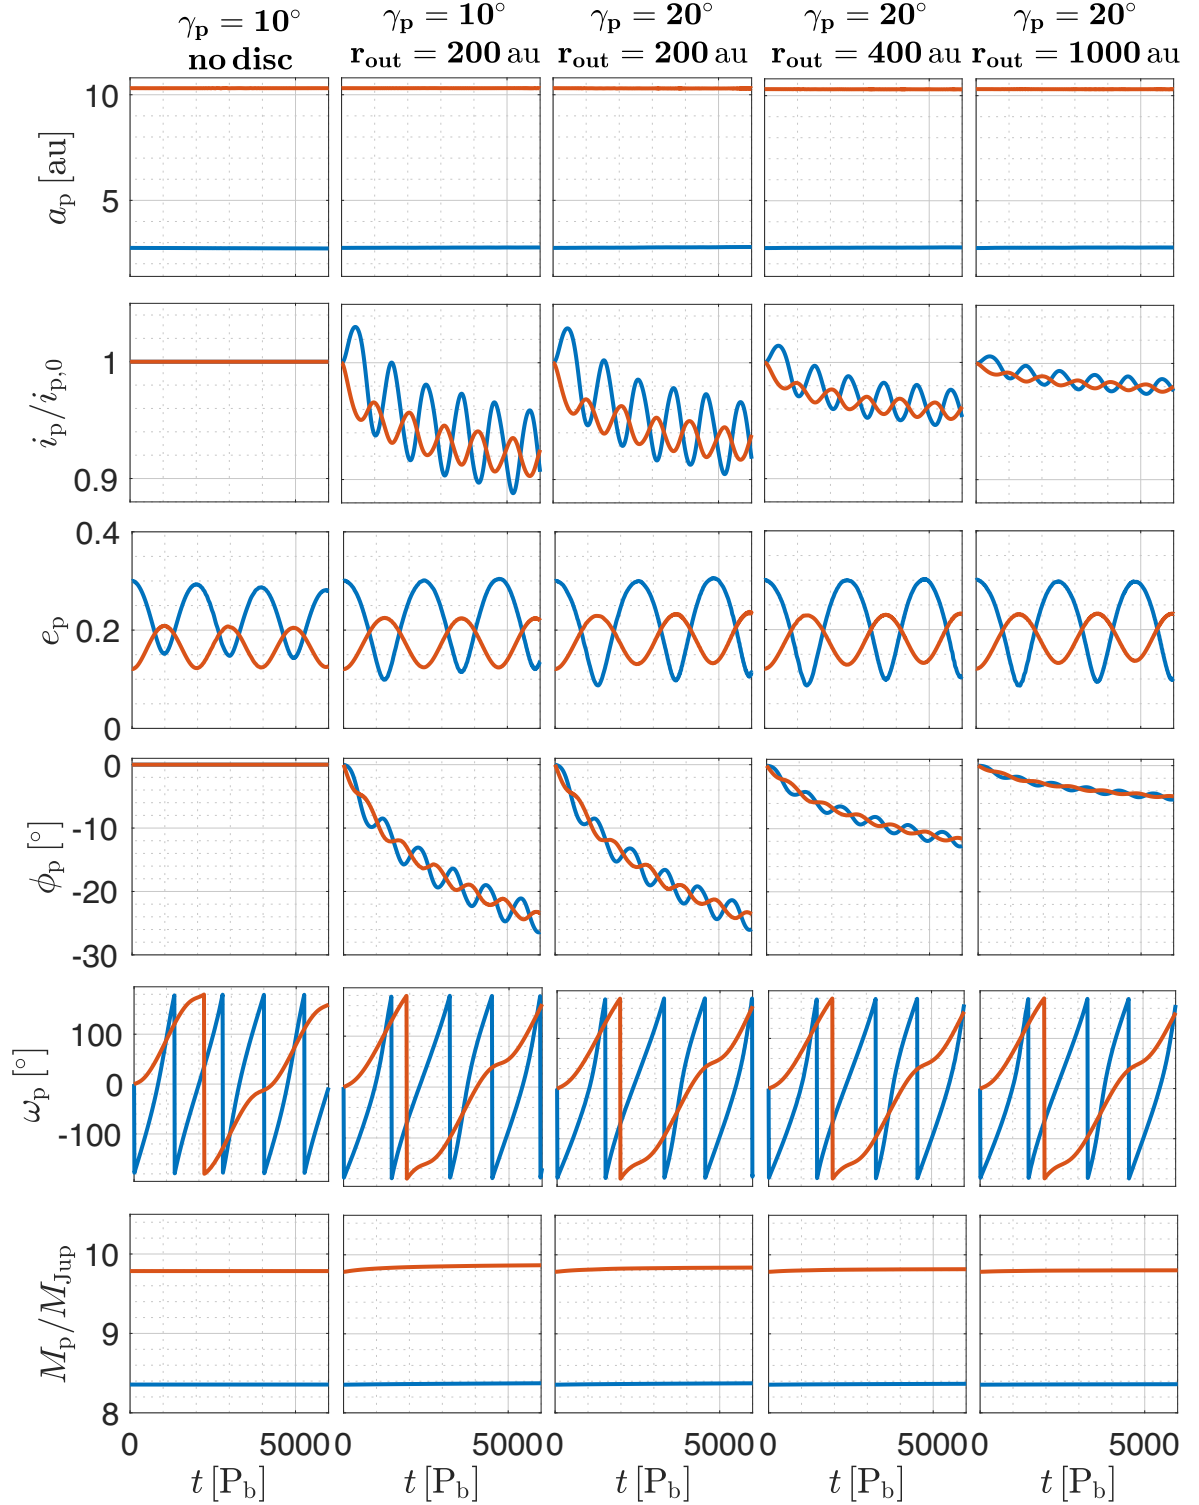 γp = 10° γp = 10° γp = 20° γp = 20° γp = 20°
no disc rout = 200 au rout = 200 au rout = 400 au rout = 1000 au
10
5
ap [au]
1
0.9
ip/ip,0
0.4
0.2
0
ep
0
-10
-20
-30
ϕp [°]
100
0
-100
ωp [°]
10
9
8
Mp/MJup
0 5000 0 5000 0 5000 0 5000 0 5000
t [Pb] t [Pb] t [Pb] t [Pb] t [Pb]